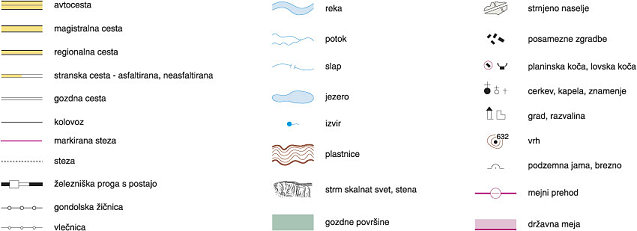 avtocesta
magistralna cesta
regionalna cesta
stranska cesta - asfaltirana, neasfaltirana
gozdna cesta
kolovoz
markirana steza
steza
železniška proga s postajo
gondolska žičnica
vlečnica
reka
potok
slap
jezero
izvir
plastnice
strm skalnat svet, stena
gozdne površine
strnjeno naselje
posamezne zgradbe
planinska koča, lovska koča
cerkev, kapela, znamenje
grad, razvalina
632
vrh
podzemna jama, brezno
mejni prehod
državna meja